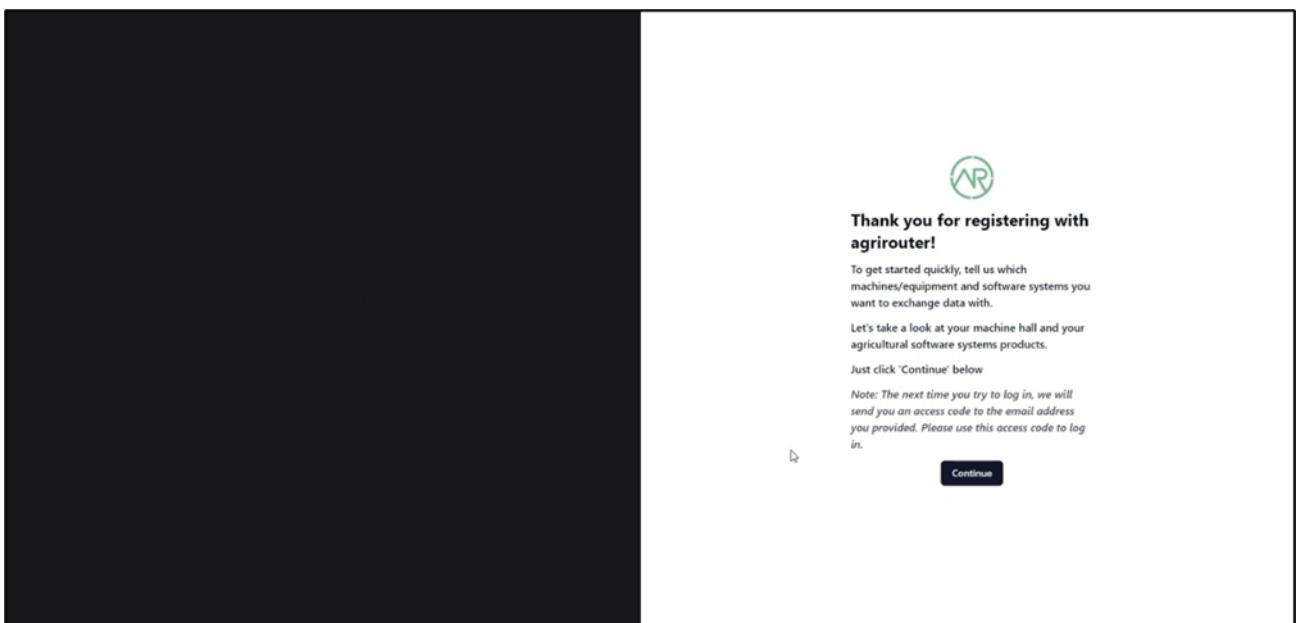 AR
Thank you for registering with
agrirouter!
To get started quickly, tell us which
machines/equipment and software systems you
want to exchange data with.
Let's take a look at your machine hall and your
agricultural software systems products.
Just click 'Continue' below
Note: The next time you try to log in, we will
send you an access code to the email address
you provided. Please use this access code to log
in.
Continue